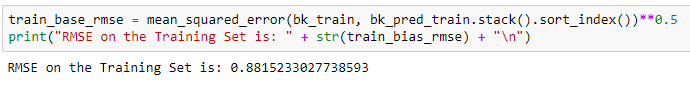 train_base_rmse = mean_squared_error(bk_train, bk_pred_train.stack().sort_index())**0.5
print("RMSE on the Training Set is: " + str(train_bias_rmse) + "\n")
RMSE on the Training Set is: 0.8815233027738593